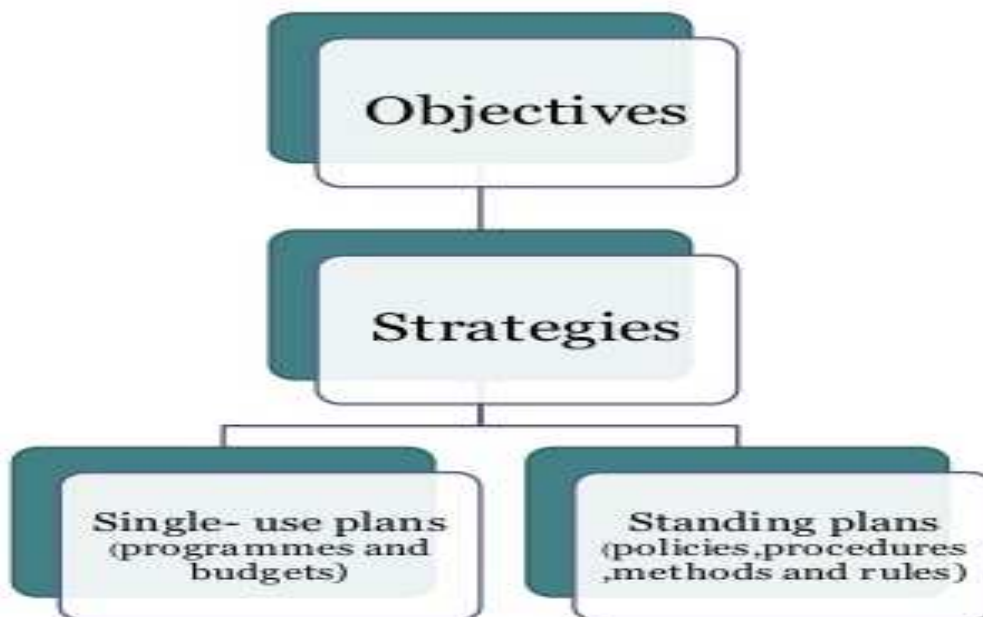 Objectives
Strategies
Single- use plans
(programmes and
budgets)
Standing plans
(policies,procedures
,methods and rules)